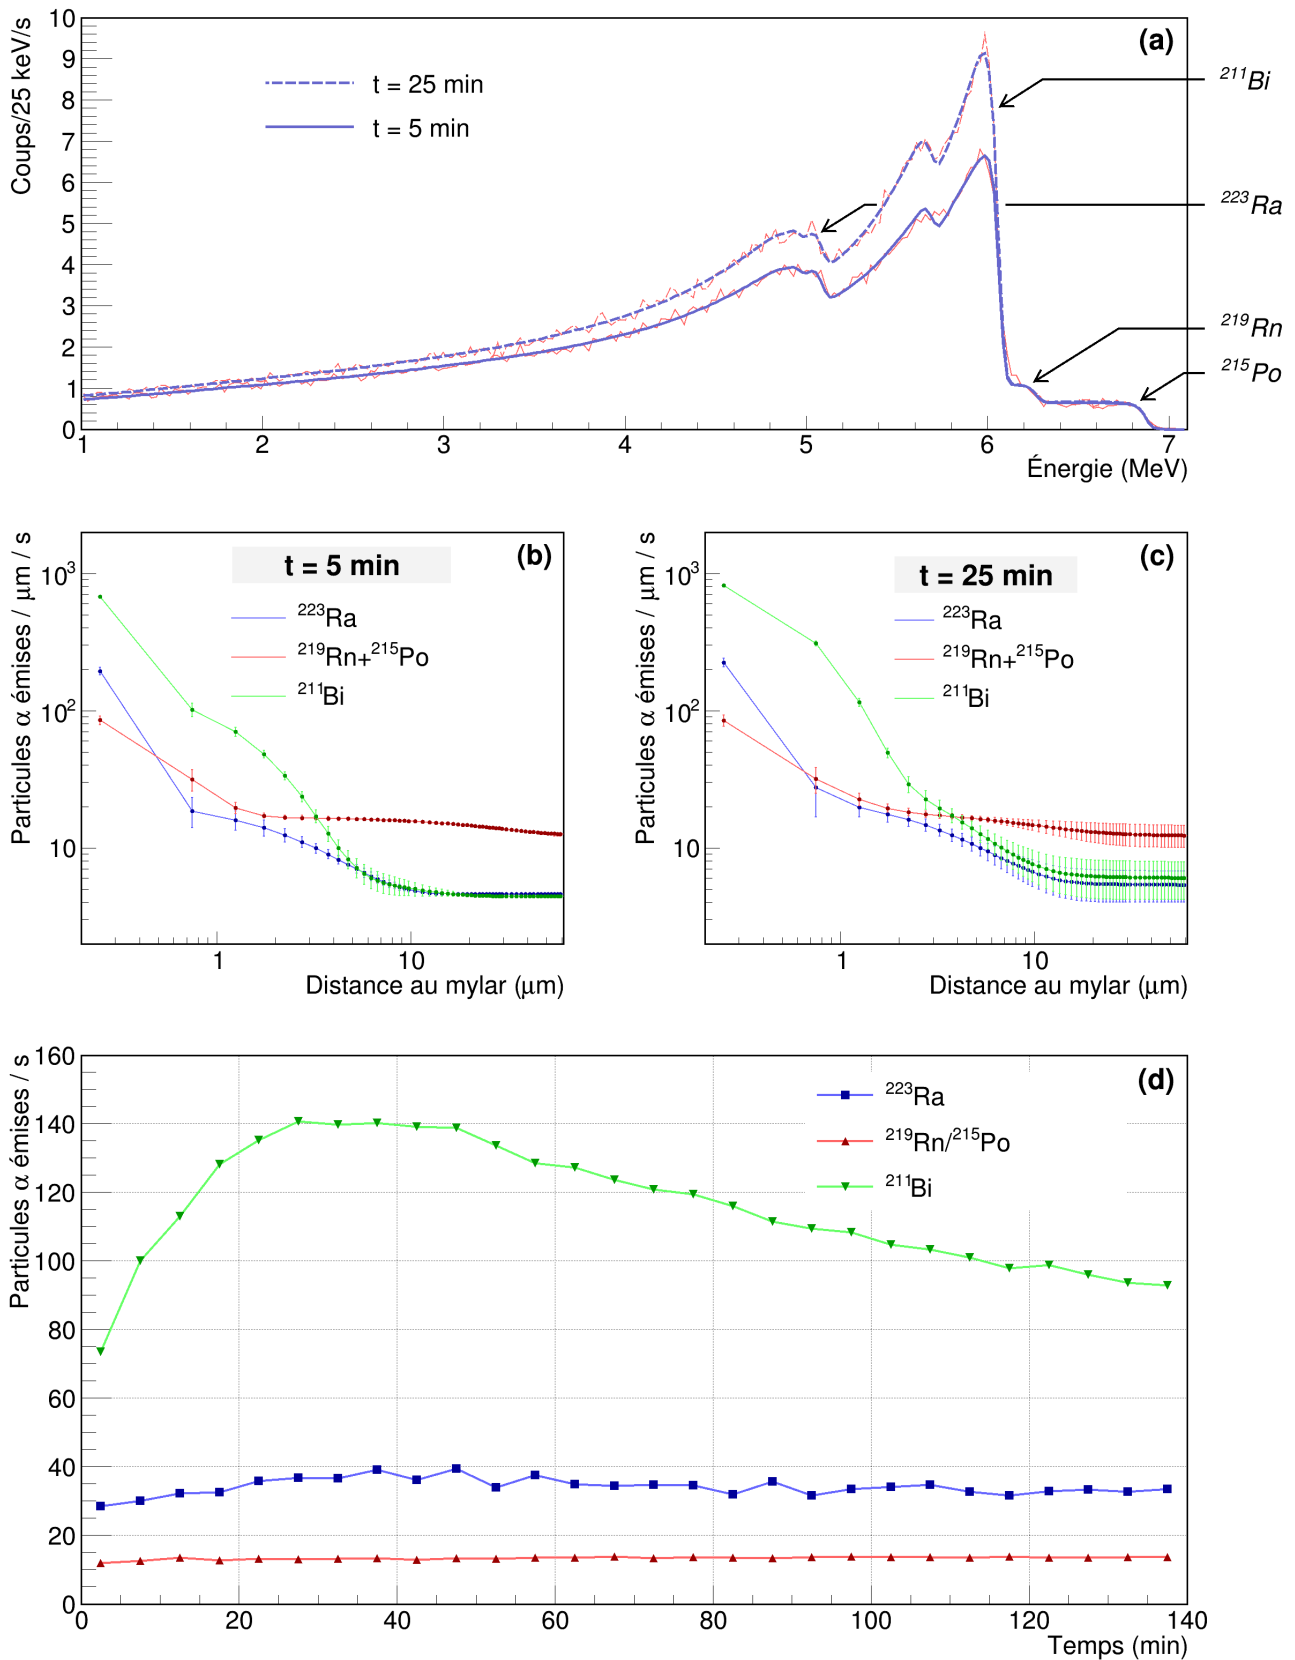 (a)
Coups/25 keV/s
10
9
8
7
6
5
4
3
2
1
0
t = 25 min
t = 5 min
²¹¹Bi
²²³Ra
²¹⁹Rn
²¹⁵Po
1 2 3 4 5 6 7
Énergie (MeV)
(b)
t = 5 min
Particules α émises / μm / s
10³
10²
10
²²³Ra
²¹⁹Rn+²¹⁵Po
²¹¹Bi
1 10
Distance au mylar (μm)
(c)
t = 25 min
Particules α émises / μm / s
10³
10²
10
²²³Ra
²¹⁹Rn+²¹⁵Po
²¹¹Bi
1 10
Distance au mylar (μm)
(d)
Particules α émises / s
160
140
120
100
80
60
40
20
0
²²³Ra
²¹⁹Rn/²¹⁵Po
²¹¹Bi
0 20 40 60 80 100 120 140
Temps (min)